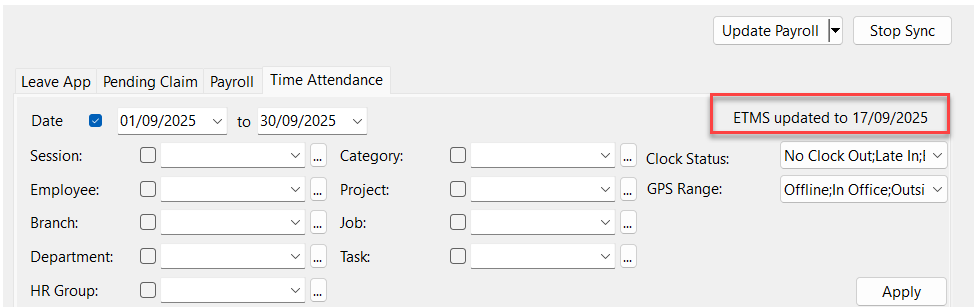 Update Payroll Stop Sync
Leave App Pending Claim Payroll Time Attendance
Date 01/09/2025 to 30/09/2025 ETMS updated to 17/09/2025
Session: ... Category: ... Clock Status: No Clock Out;Late In;
Employee: ... Project: ... GPS Range: Offline;In Office;Outsi
Branch: ... Job: ...
Department: ... Task: ...
HR Group: ... Apply